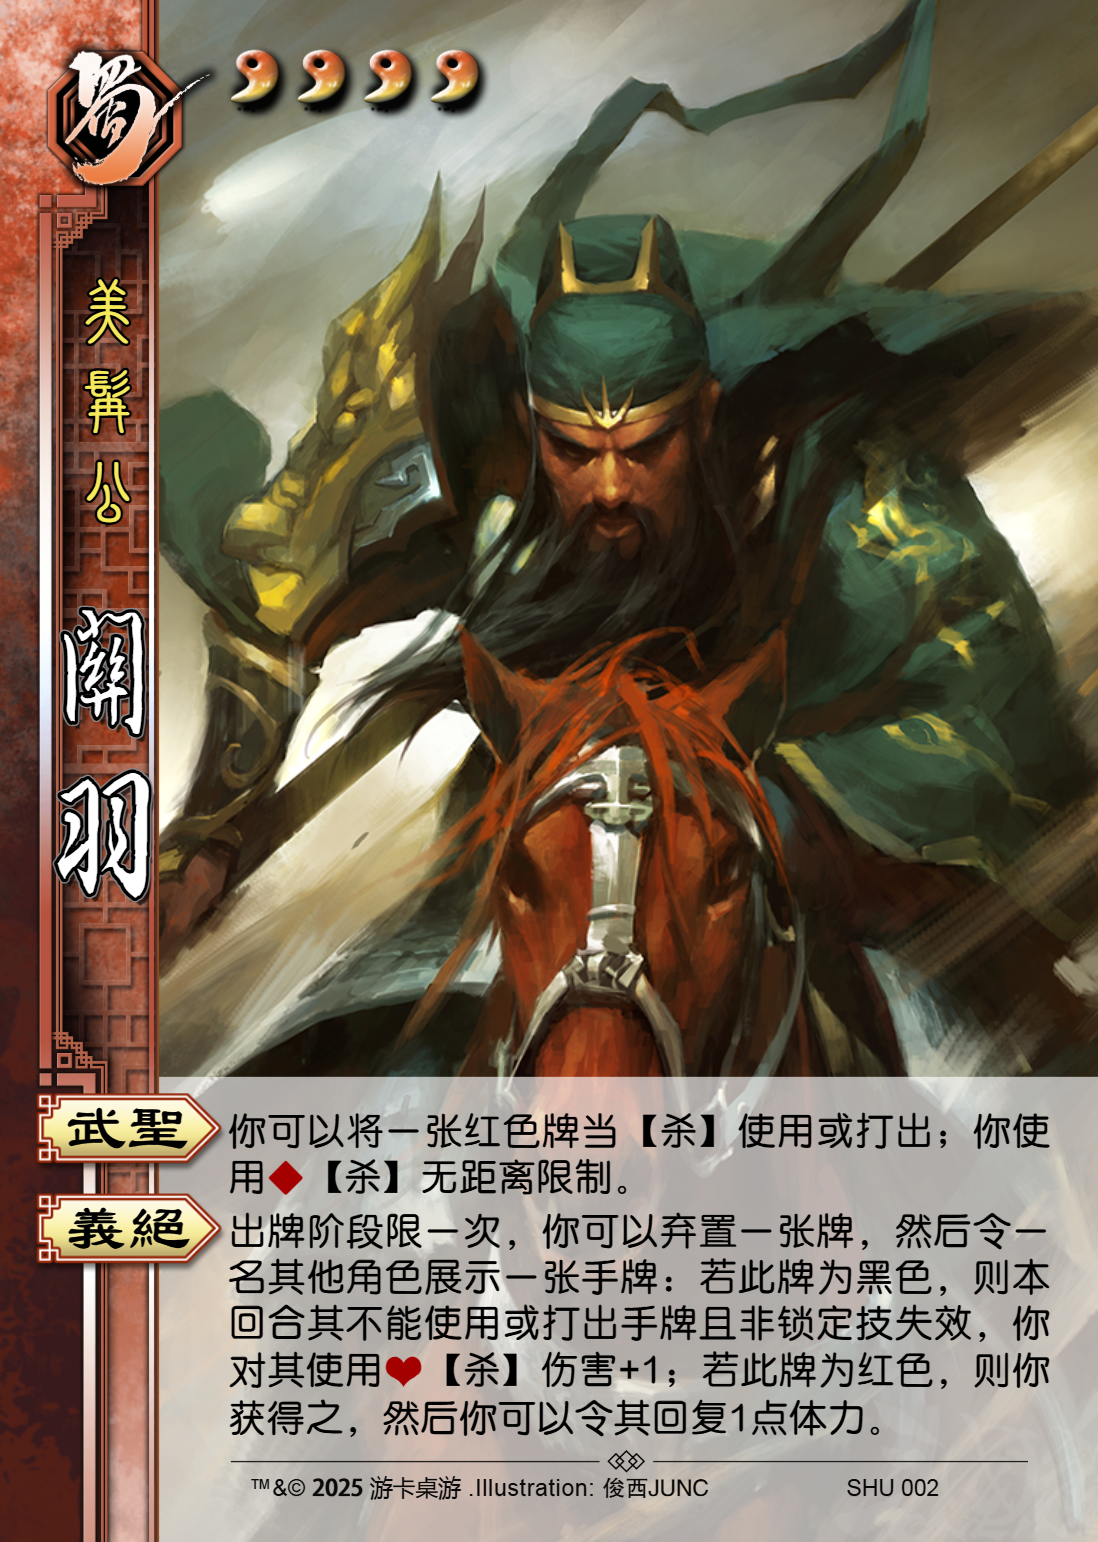 蜀
美髯公
關羽
武聖
你可以将一张红色牌当【杀】使用或打出；你使
用♦【杀】无距离限制。
義絕
出牌阶段限一次，你可以弃置一张牌，然后令一
名其他角色展示一张手牌：若此牌为黑色，则本
回合其不能使用或打出手牌且非锁定技失效，你
对其使用♥【杀】伤害+1；若此牌为红色，则你
获得之，然后你可以令其回复1点体力。
™&© 2025 游卡桌游 .Illustration: 俊西JUNC SHU 002